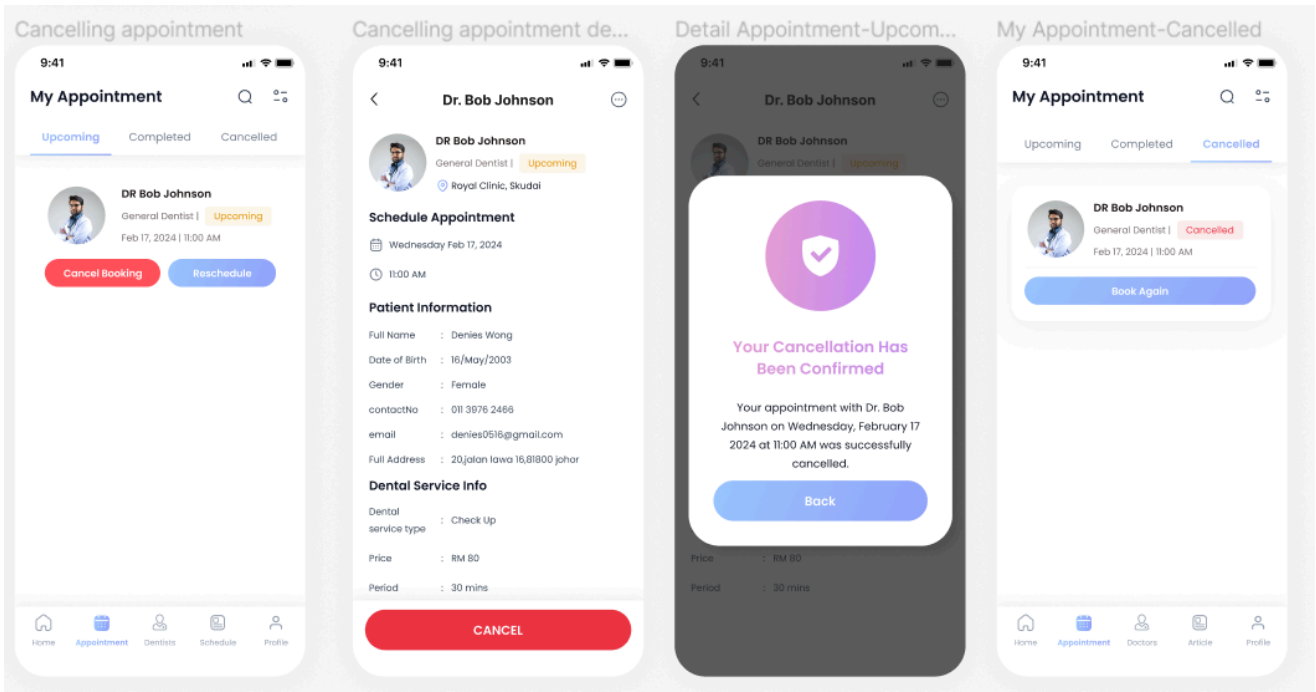 Cancelling appointment
9:41
My Appointment
Upcoming Completed Cancelled
DR Bob Johnson
General Dentist | Upcoming
Feb 17, 2024 | 11:00 AM
Cancel Booking Reschedule
Home Appointment Dentists Schedule Profile
Cancelling appointment de...
9:41
Dr. Bob Johnson
DR Bob Johnson
General Dentist | Upcoming
Royal Clinic, Skudai
Schedule Appointment
Wednesday Feb 17, 2024
11:00 AM
Patient Information
Full Name : Denies Wong
Date of Birth : 16/May/2003
Gender : Female
contactNo : 011 3976 2466
email : denies0516@gmail.com
Full Address : 20,jalan lawa 16,81800 johor
Dental Service Info
Dental
service type : Check Up
Price : RM 80
Period : 30 mins
CANCEL
Detail Appointment-Upcom...
9:41
Dr. Bob Johnson
DR Bob Johnson
General Dentist | Upcoming
Your Cancellation Has
Been Confirmed
Your appointment with Dr. Bob
Johnson on Wednesday, February 17
2024 at 11:00 AM was successfully
cancelled.
Back
Price : RM 80
Period : 30 mins
My Appointment-Cancelled
9:41
My Appointment
Upcoming Completed Cancelled
DR Bob Johnson
General Dentist | Cancelled
Feb 17, 2024 | 11:00 AM
Book Again
Home Appointment Doctors Article Profile